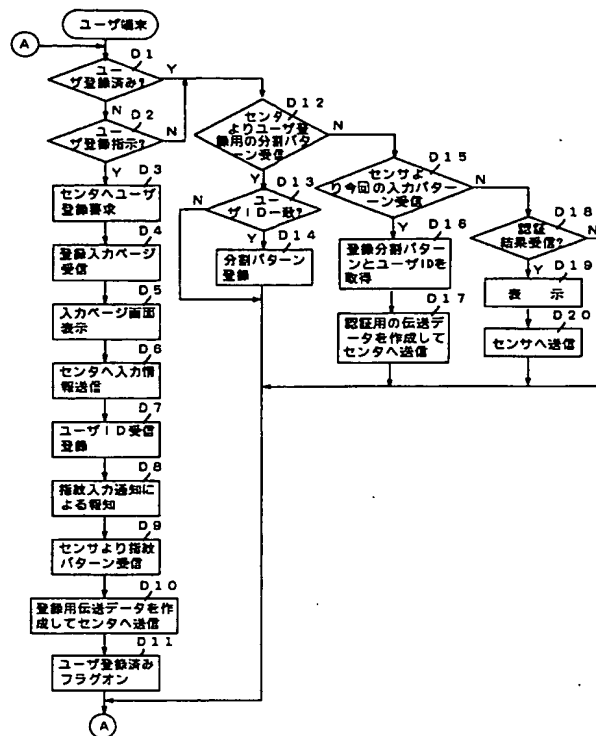 ユーザ端末
A
D1
ユー
ザ登録済み?
Y
N
D2
ユー
ザ登録指示?
N
Y
D3
センタへユーザ
登録要求
D4
登録入力ページ
受信
D5
入力ページ画面
表示
D6
センタへ入力情
報送信
D7
ユーザID受信
登録
D8
指紋入力通知に
よる報知
D9
センサより指紋
パターン受信
D10
登録用伝送データを作
成してセンタへ送信
D11
ユーザ登録済み
フラグオン
A
D12
センタ
よりユーザ登
録用の分割パタ
ーン受信
N
Y
D13
ユー
ザID一致?
N
Y
D14
分割パターン
登録
D15
センサよ
り今回の入力パター
ン受信
N
Y
D16
登録分割パター
ンとユーザIDを
取得
D17
認証用の伝送デ
ータを作成して
センタへ送信
D18
認証
結果受信?
N
Y
D19
表 示
D20
センサへ送信